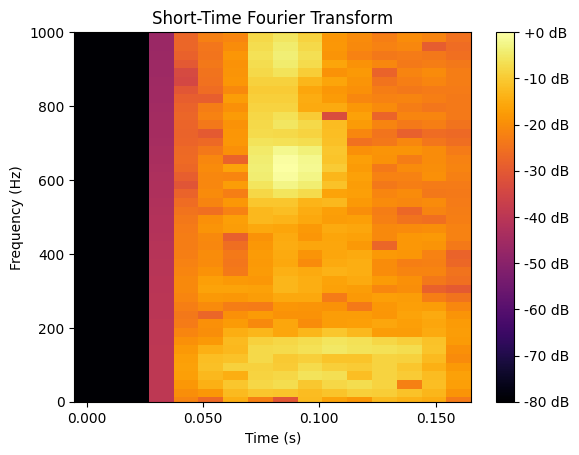 Short-Time Fourier Transform
Frequency (Hz)
1000
800
600
400
200
0
0.000
0.050
0.100
0.150
Time (s)
+0 dB
-10 dB
-20 dB
-30 dB
-40 dB
-50 dB
-60 dB
-70 dB
-80 dB